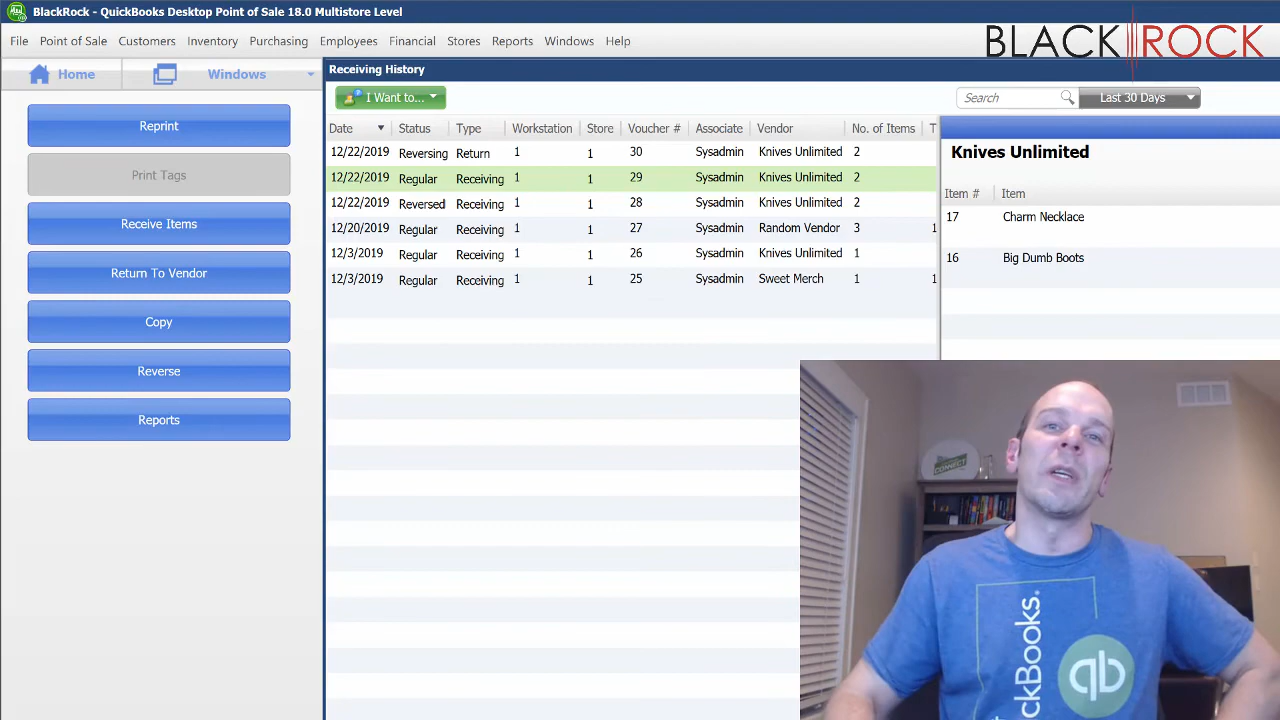 BlackRock - QuickBooks Desktop Point of Sale 18.0 Multistore Level
File Point of Sale Customers Inventory Purchasing Employees Financial Stores Reports Windows Help
BLACK ROCK
Home Windows
Receiving History
I Want to...
Search
Last 30 Days
Reprint
Print Tags
Receive Items
Return To Vendor
Copy
Reverse
Reports
Date Status Type Workstation Store Voucher # Associate Vendor No. of Items T
12/22/2019 Reversing Return 1 1 30 Sysadmin Knives Unlimited 2
12/22/2019 Regular Receiving 1 1 29 Sysadmin Knives Unlimited 2
12/22/2019 Reversed Receiving 1 1 28 Sysadmin Knives Unlimited 2
12/20/2019 Regular Receiving 1 1 27 Sysadmin Random Vendor 3 1
12/3/2019 Regular Receiving 1 1 26 Sysadmin Knives Unlimited 1
12/3/2019 Regular Receiving 1 1 25 Sysadmin Sweet Merch 1 1
Knives Unlimited
Item # Item
17 Charm Necklace
16 Big Dumb Boots
CONNECT
ckBooks.
qb